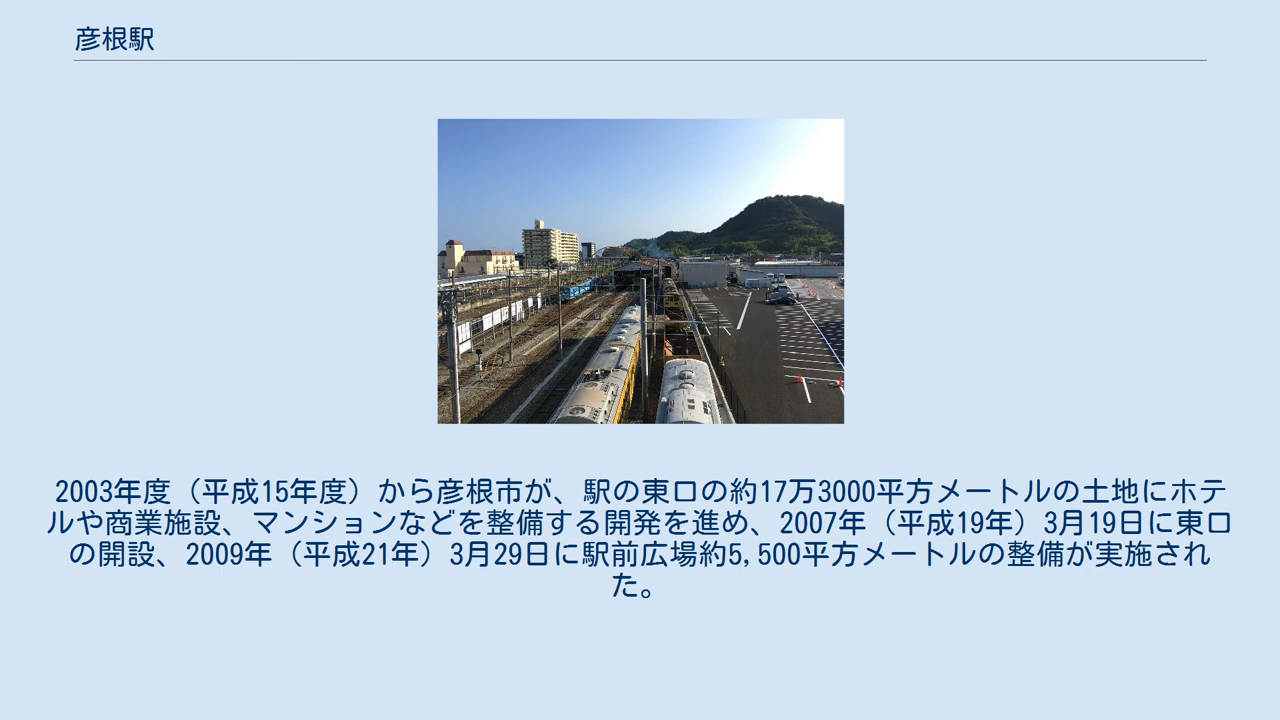 彦根駅
2003年度（平成15年度）から彦根市が、駅の東口の約17万3000平方メートルの土地にホテ
ルや商業施設、マンションなどを整備する開発を進め、2007年（平成19年）3月19日に東口
の開設、2009年（平成21年）3月29日に駅前広場約5,500平方メートルの整備が実施され
た。